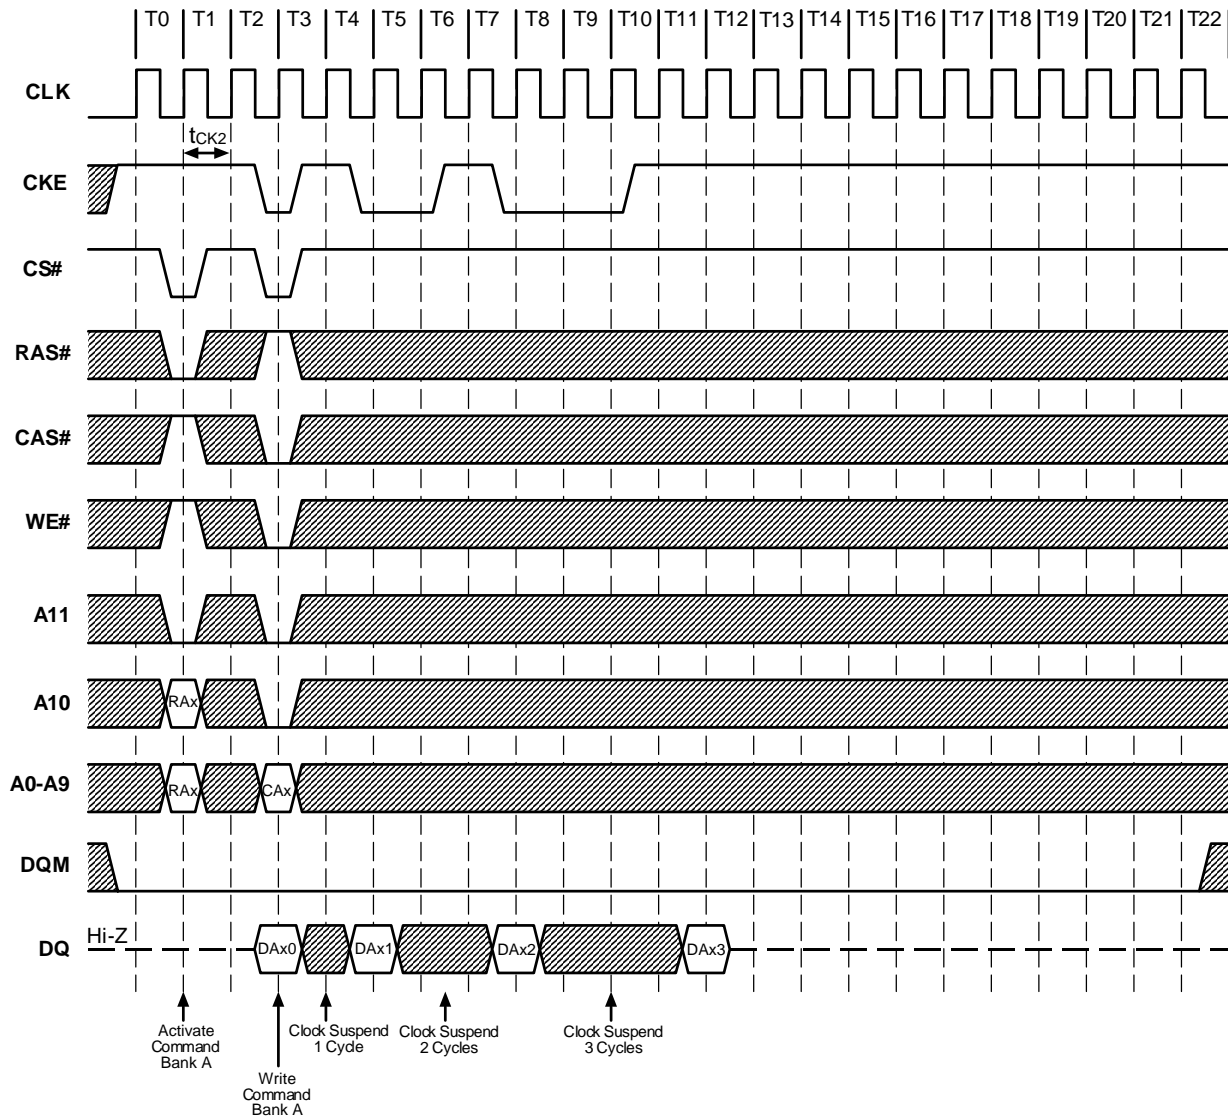 T0 T1 T2 T3 T4 T5 T6 T7 T8 T9 T10 T11 T12 T13 T14 T15 T16 T17 T18 T19 T20 T21 T22
CLK
tCK2
CKE
CS#
RAS#
CAS#
WE#
A11
A10 RAx
A0-A9 RAx CAx
DQM
DQ Hi-Z DAx0 DAx1 DAx2 DAx3
Activate
Command
Bank A
Write
Command
Bank A
Clock Suspend
1 Cycle
Clock Suspend
2 Cycles
Clock Suspend
3 Cycles